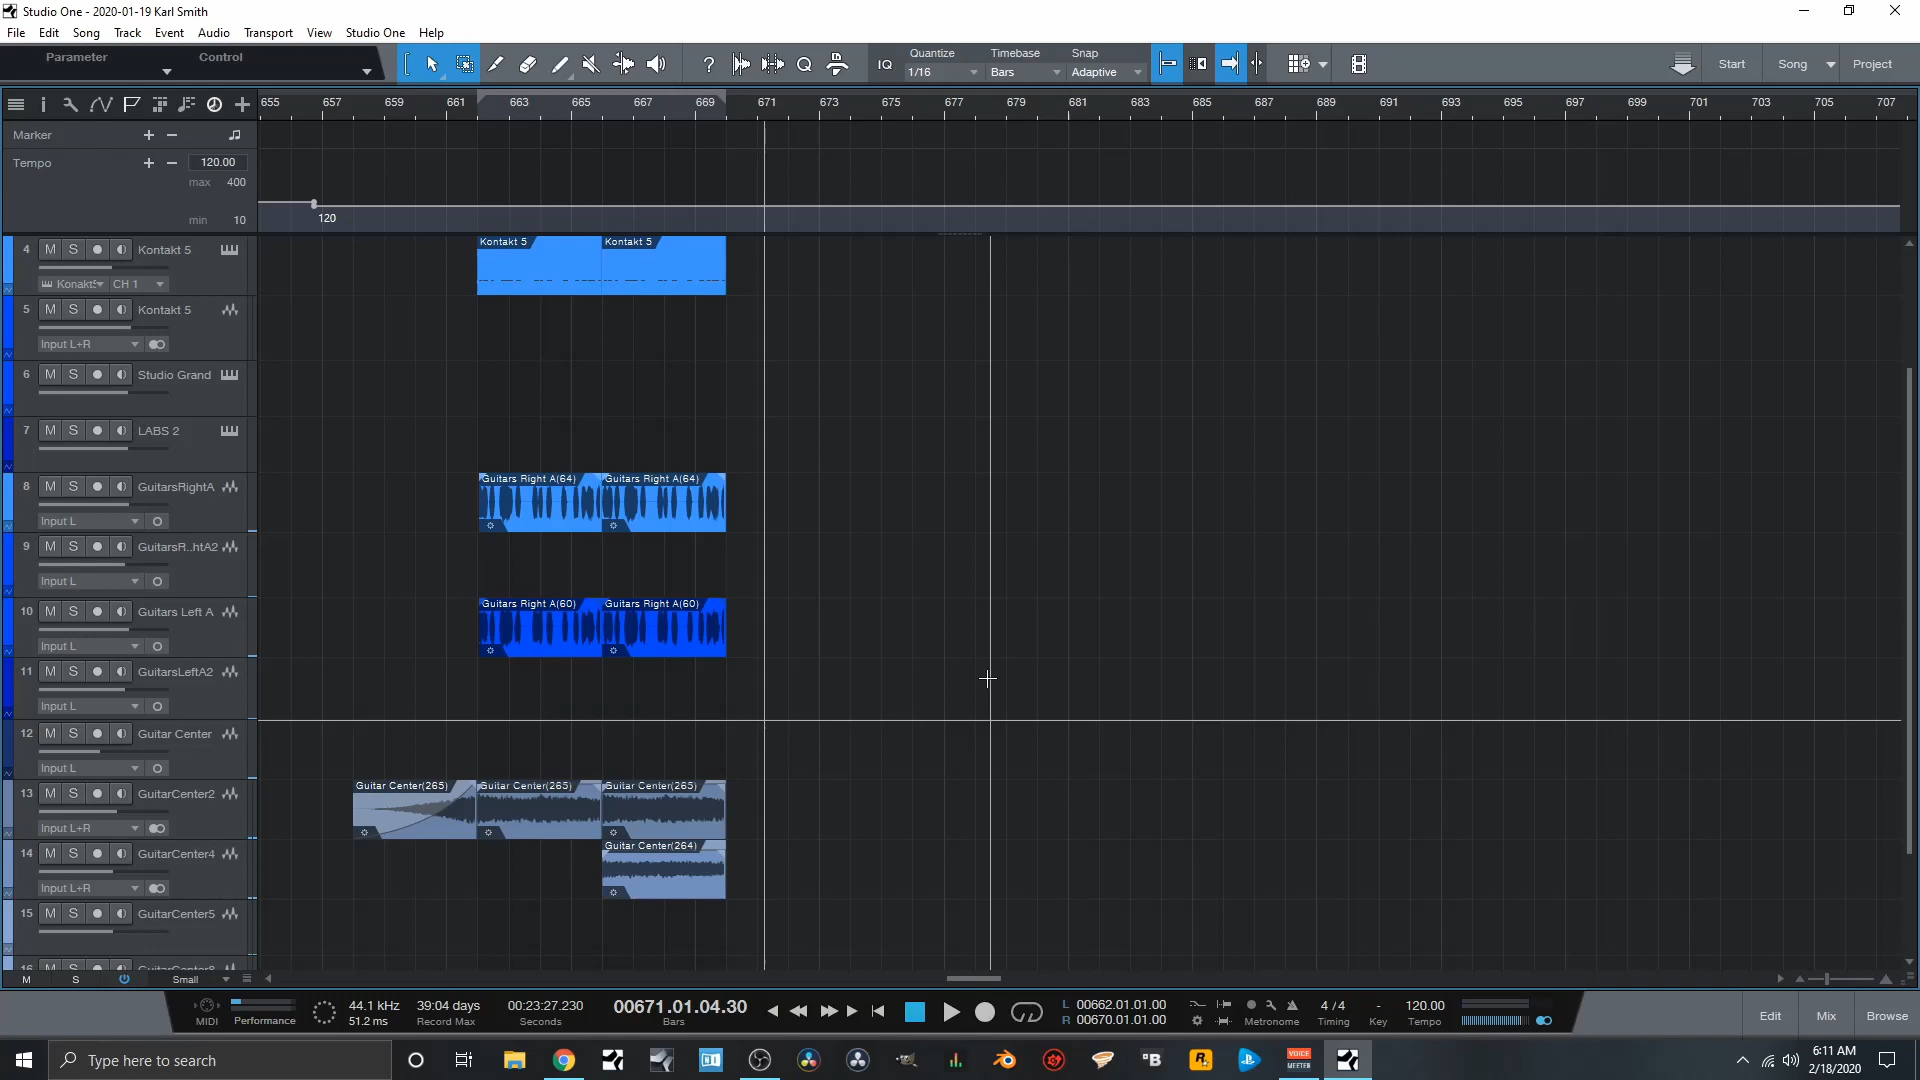 Studio One - 2020-01-19 Karl Smith
File Edit Song Track Event Audio Transport View Studio One Help
Parameter Control
? Q IQ Quantize Timebase Snap
1/16 Bars Adaptive
Start Song Project
655 657 659 661 663 665 667 669 671 673 675 677 679 681 683 685 687 689 691 693 695 697 699 701 703 705 707
Marker + −
Tempo + − 120.00
max 400
min 10
120
4 M S Kontakt 5
CH 1
Kontakt 5 Kontakt 5
5 M S Kontakt 5
Input L+R
6 M S Studio Grand
7 M S LABS 2
8 M S GuitarsRightA
Input L
Guitars Right A(64) Guitars Right A(64)
9 M S GuitarsR..htA2
Input L
10 M S Guitars Left A
Input L
Guitars Right A(60) Guitars Right A(60)
11 M S GuitarsLeftA2
Input L
12 M S Guitar Center
Input L
13 M S GuitarCenter2
Input L+R
Guitar Center(265) Guitar Center(265) Guitar Center(265)
14 M S GuitarCenter4
Input L+R
Guitar Center(264)
15 M S GuitarCenter5
M S Small
MIDI Performance
44.1 kHz 39:04 days 00:23:27.230 00671.01.04.30
51.2 ms Record Max Seconds Bars
L 00662.01.01.00
R 00670.01.01.00
Metronome 4 / 4 - 120.00
Timing Key Tempo
Edit Mix Browse
Type here to search
VOICE
MEETER
6:11 AM
2/18/2020